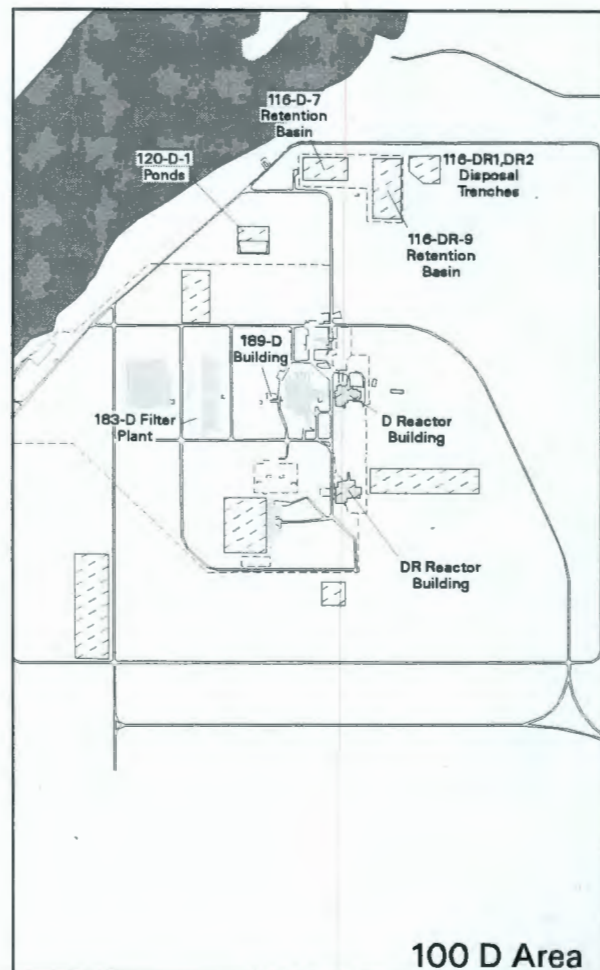 116-D-7
Retention
Basin
120-D-1
Ponds
116-DR1,DR2
Disposal
Trenches
116-DR-9
Retention
Basin
189-D
Building
183-D Filter
Plant
D Reactor
Building
DR Reactor
Building
100 D Area